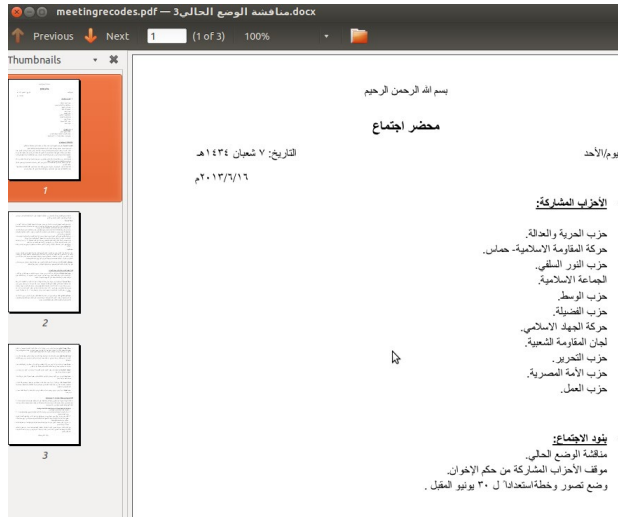 meetingrecodes.pdf — مناقشة الوضع الحالي3.docx
Previous Next 1 (1 of 3) 100%
Thumbnails
1
2
3
بسم الله الرحمن الرحيم
محضر اجتماع
يوم/الأحد التاريخ: ٧ شعبان ١٤٣٤هـ
٢٠١٣/٦/١٦م
الأحزاب المشاركة:
حزب الحرية والعدالة.
حركة المقاومة الاسلامية- حماس.
حزب النور السلفي.
الجماعة الاسلامية.
حزب الوسط.
حزب الفضيلة.
حركة الجهاد الاسلامي.
لجان المقاومة الشعبية.
حزب التحرير.
حزب الأمة المصرية.
حزب العمل.
بنود الاجتماع:
مناقشة الوضع الحالي.
موقف الأحزاب المشاركة من حكم الإخوان.
وضع تصور وخطةاستعدادا ل ٣٠ يونيو المقبل .